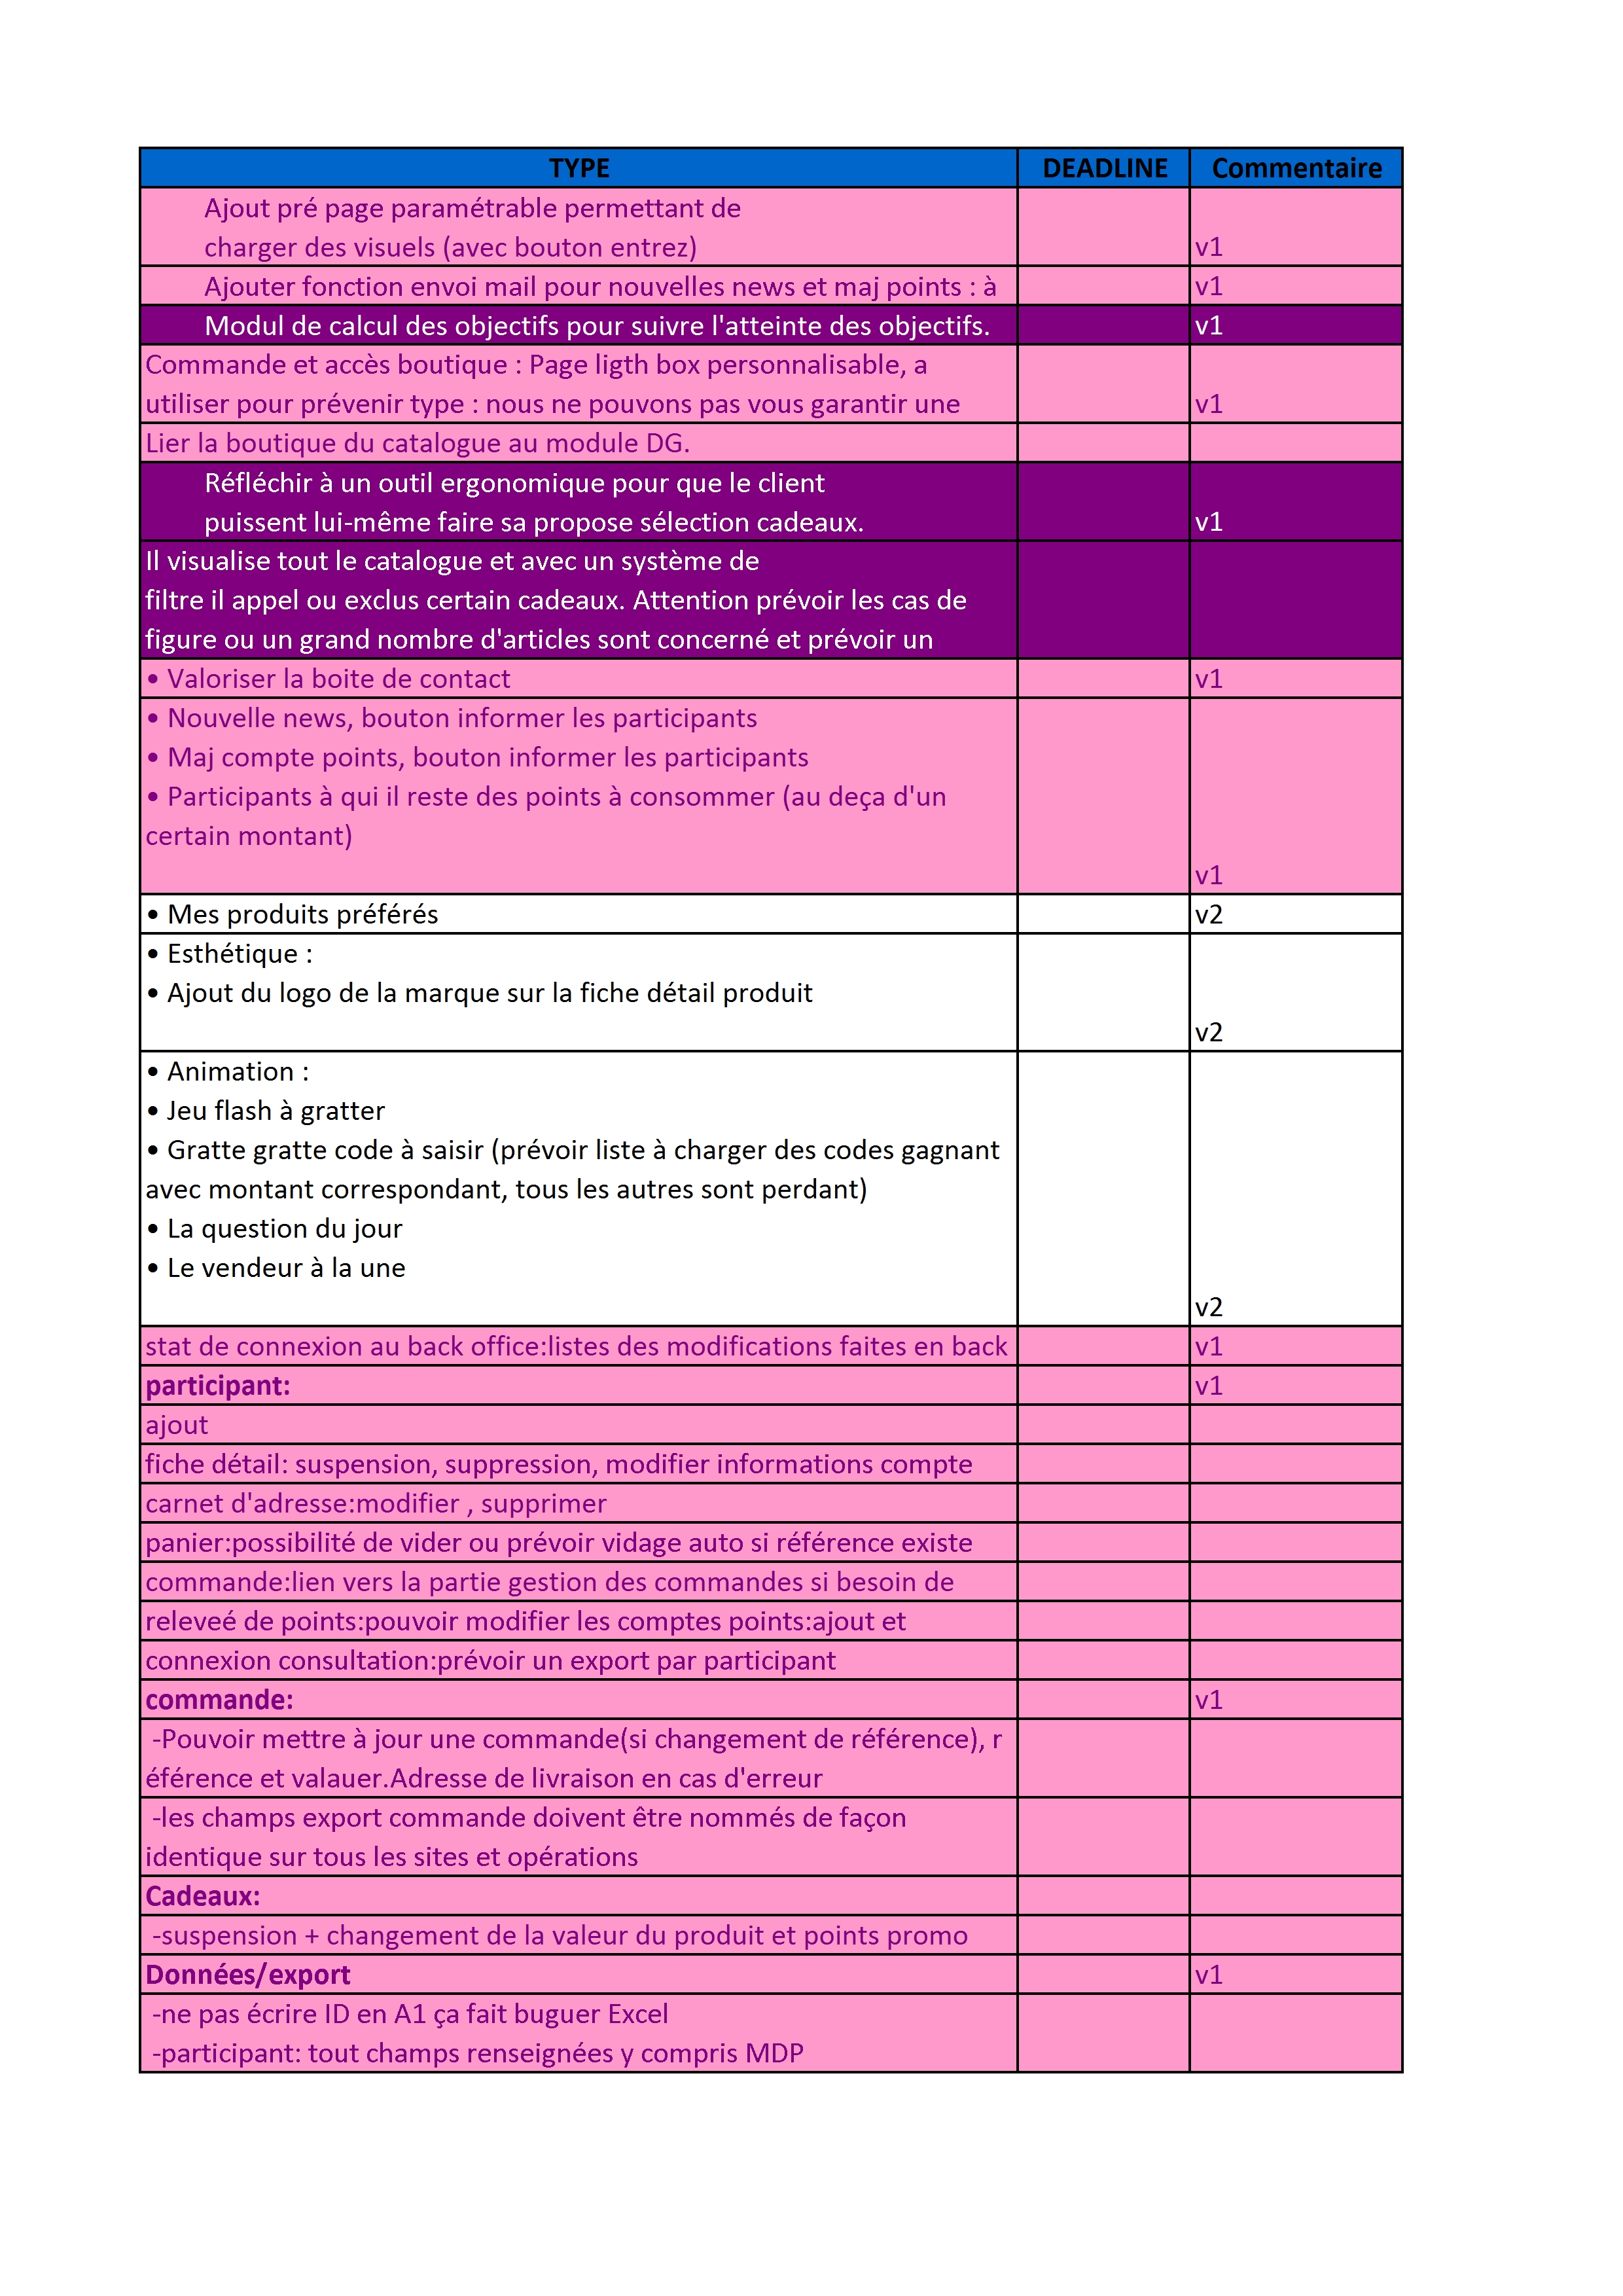 TYPE DEADLINE Commentaire
Ajout pré page paramétrable permettant de
charger des visuels (avec bouton entrez) v1
Ajouter fonction envoi mail pour nouvelles news et maj points : à v1
Modul de calcul des objectifs pour suivre l'atteinte des objectifs. v1
Commande et accès boutique : Page ligth box personnalisable, a
utiliser pour prévenir type : nous ne pouvons pas vous garantir une v1
Lier la boutique du catalogue au module DG.
Réfléchir à un outil ergonomique pour que le client
puissent lui-même faire sa propose sélection cadeaux. v1
Il visualise tout le catalogue et avec un système de
filtre il appel ou exclus certain cadeaux. Attention prévoir les cas de
figure ou un grand nombre d'articles sont concerné et prévoir un
• Valoriser la boite de contact v1
• Nouvelle news, bouton informer les participants
• Maj compte points, bouton informer les participants
• Participants à qui il reste des points à consommer (au deça d'un
certain montant)
v1
• Mes produits préférés v2
• Esthétique :
• Ajout du logo de la marque sur la fiche détail produit
v2
• Animation :
• Jeu flash à gratter
• Gratte gratte code à saisir (prévoir liste à charger des codes gagnant
avec montant correspondant, tous les autres sont perdant)
• La question du jour
• Le vendeur à la une
v2
stat de connexion au back office:listes des modifications faites en back v1
participant: v1
ajout
fiche détail: suspension, suppression, modifier informations compte
carnet d'adresse:modifier , supprimer
panier:possibilité de vider ou prévoir vidage auto si référence existe
commande:lien vers la partie gestion des commandes si besoin de
releveé de points:pouvoir modifier les comptes points:ajout et
connexion consultation:prévoir un export par participant
commande: v1
-Pouvoir mettre à jour une commande(si changement de référence), r
éférence et valauer.Adresse de livraison en cas d'erreur
-les champs export commande doivent être nommés de façon
identique sur tous les sites et opérations
Cadeaux:
-suspension + changement de la valeur du produit et points promo
Données/export v1
-ne pas écrire ID en A1 ça fait buguer Excel
-participant: tout champs renseignées y compris MDP